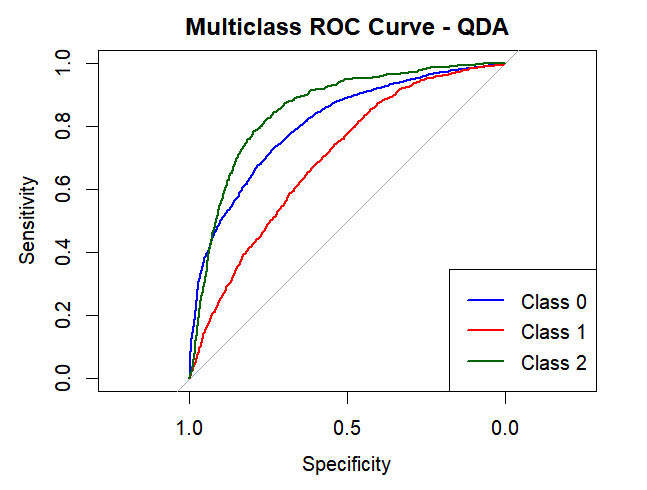 Multiclass ROC Curve - QDA
Sensitivity
1.0
0.8
0.6
0.4
0.2
0.0
Class 0
Class 1
Class 2
1.0 0.5 0.0
Specificity